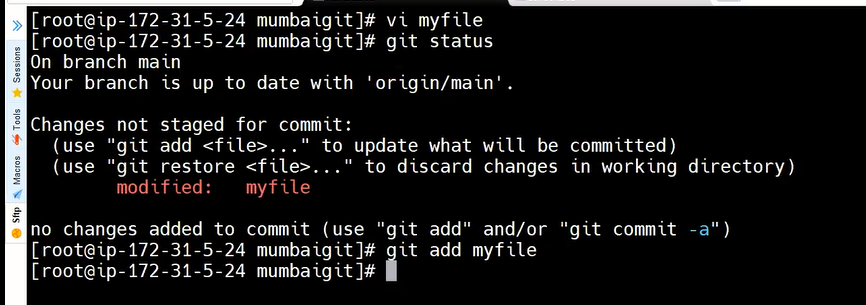 [root@ip-172-31-5-24 mumbaigit]# vi myfile
[root@ip-172-31-5-24 mumbaigit]# git status
On branch main
Your branch is up to date with 'origin/main'.
Changes not staged for commit:
(use "git add <file>..." to update what will be committed)
(use "git restore <file>..." to discard changes in working directory)
modified: myfile
no changes added to commit (use "git add" and/or "git commit -a")
[root@ip-172-31-5-24 mumbaigit]# git add myfile
[root@ip-172-31-5-24 mumbaigit]#
Sessions
Tools
Macros
Sftp